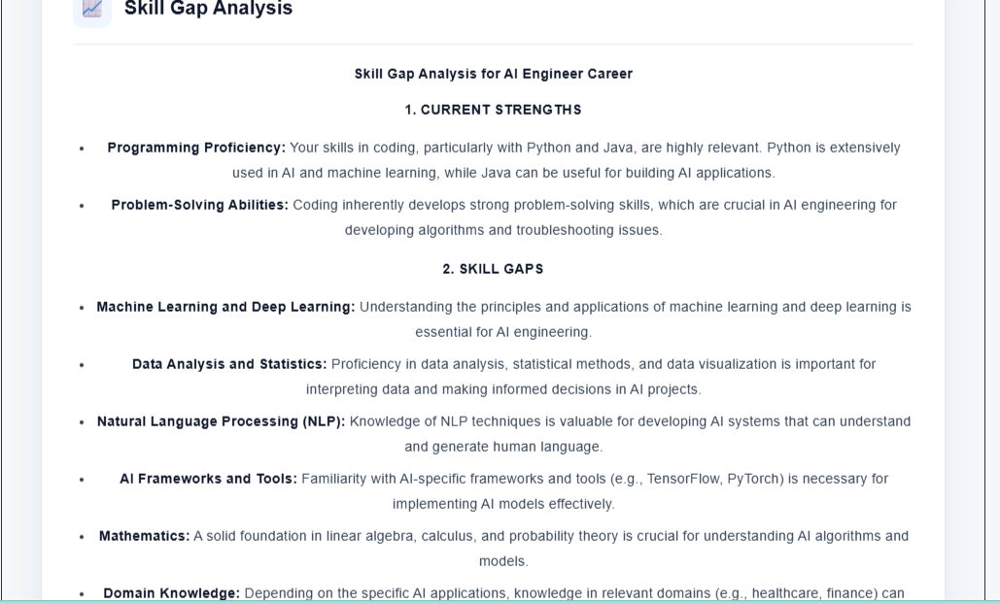 Skill Gap Analysis
Skill Gap Analysis for AI Engineer Career
1. CURRENT STRENGTHS
• Programming Proficiency: Your skills in coding, particularly with Python and Java, are highly relevant. Python is extensively
used in AI and machine learning, while Java can be useful for building AI applications.
• Problem-Solving Abilities: Coding inherently develops strong problem-solving skills, which are crucial in AI engineering for
developing algorithms and troubleshooting issues.
2. SKILL GAPS
• Machine Learning and Deep Learning: Understanding the principles and applications of machine learning and deep learning is
essential for AI engineering.
• Data Analysis and Statistics: Proficiency in data analysis, statistical methods, and data visualization is important for
interpreting data and making informed decisions in AI projects.
• Natural Language Processing (NLP): Knowledge of NLP techniques is valuable for developing AI systems that can understand
and generate human language.
• AI Frameworks and Tools: Familiarity with AI-specific frameworks and tools (e.g., TensorFlow, PyTorch) is necessary for
implementing AI models effectively.
• Mathematics: A solid foundation in linear algebra, calculus, and probability theory is crucial for understanding AI algorithms and
models.
• Domain Knowledge: Depending on the specific AI applications, knowledge in relevant domains (e.g., healthcare, finance) can